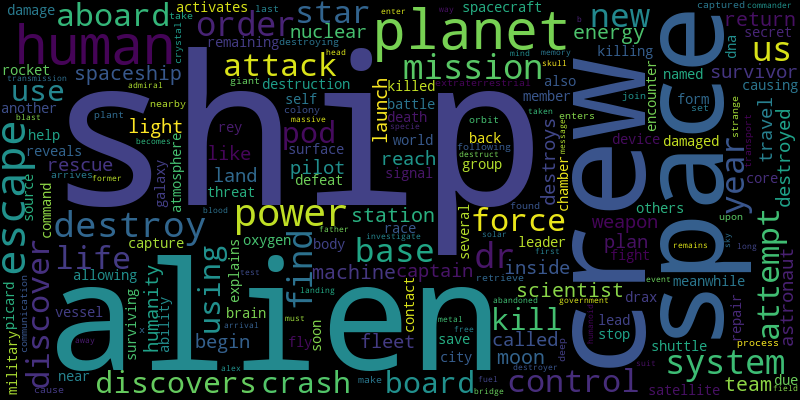 damage
aboard
activates
order
star
spacecraft
take
last
new
enter
way
captured
commander
return
human
remaining
destroying
nuclear
planet
energy
dna
secret
us
rocket
spaceship
crystal
attack
head
destruction
extraterrestrial
mission
killing
mind
memory
skull
survivor
causing
transmission
admiral
nearby
giant
killed
also
named
encounter
use
another
ship
self
battle
member
join
form
set
strange
blast
plant
light
colony
massive
pod
launch
death
specie
back
orbit
enters
taken
crew
space
year
travel
transport
help
becomes
rey
surface
world
following
device
damaged
destroyed
reveals
like
pilot
reach
destruct
group
destroys
chamber
message
rescue
arrives
former
atmosphere
galaxy
land
threat
defeat
signal
escape
source
command
power
station
force
found
weapon
others
upon
core
destroy
blood
father
race
several
leader
plan
fight
attempt
life
capture
oxygen
investigate
base
solar
dr
remains
sky
long
astronaut
discover
allowing
using
explains
find
body
machine
captain
first
inside
scientist
drax
meanwhile
event
military
picard
communication
vessel
surviving
humanity
ability
alien
test
brain
landing
contact
retrieve
abandoned
government
lead
stop
repair
process
begin
soon
fly
fleet
save
called
kill
moon
deep
humans
shuttle
system
away
arrival
must
city
metal
free
near
alex
cause
discovers
crash
make
board
fuel
bridge
destroyer
control
suit
satellite
team
due
field